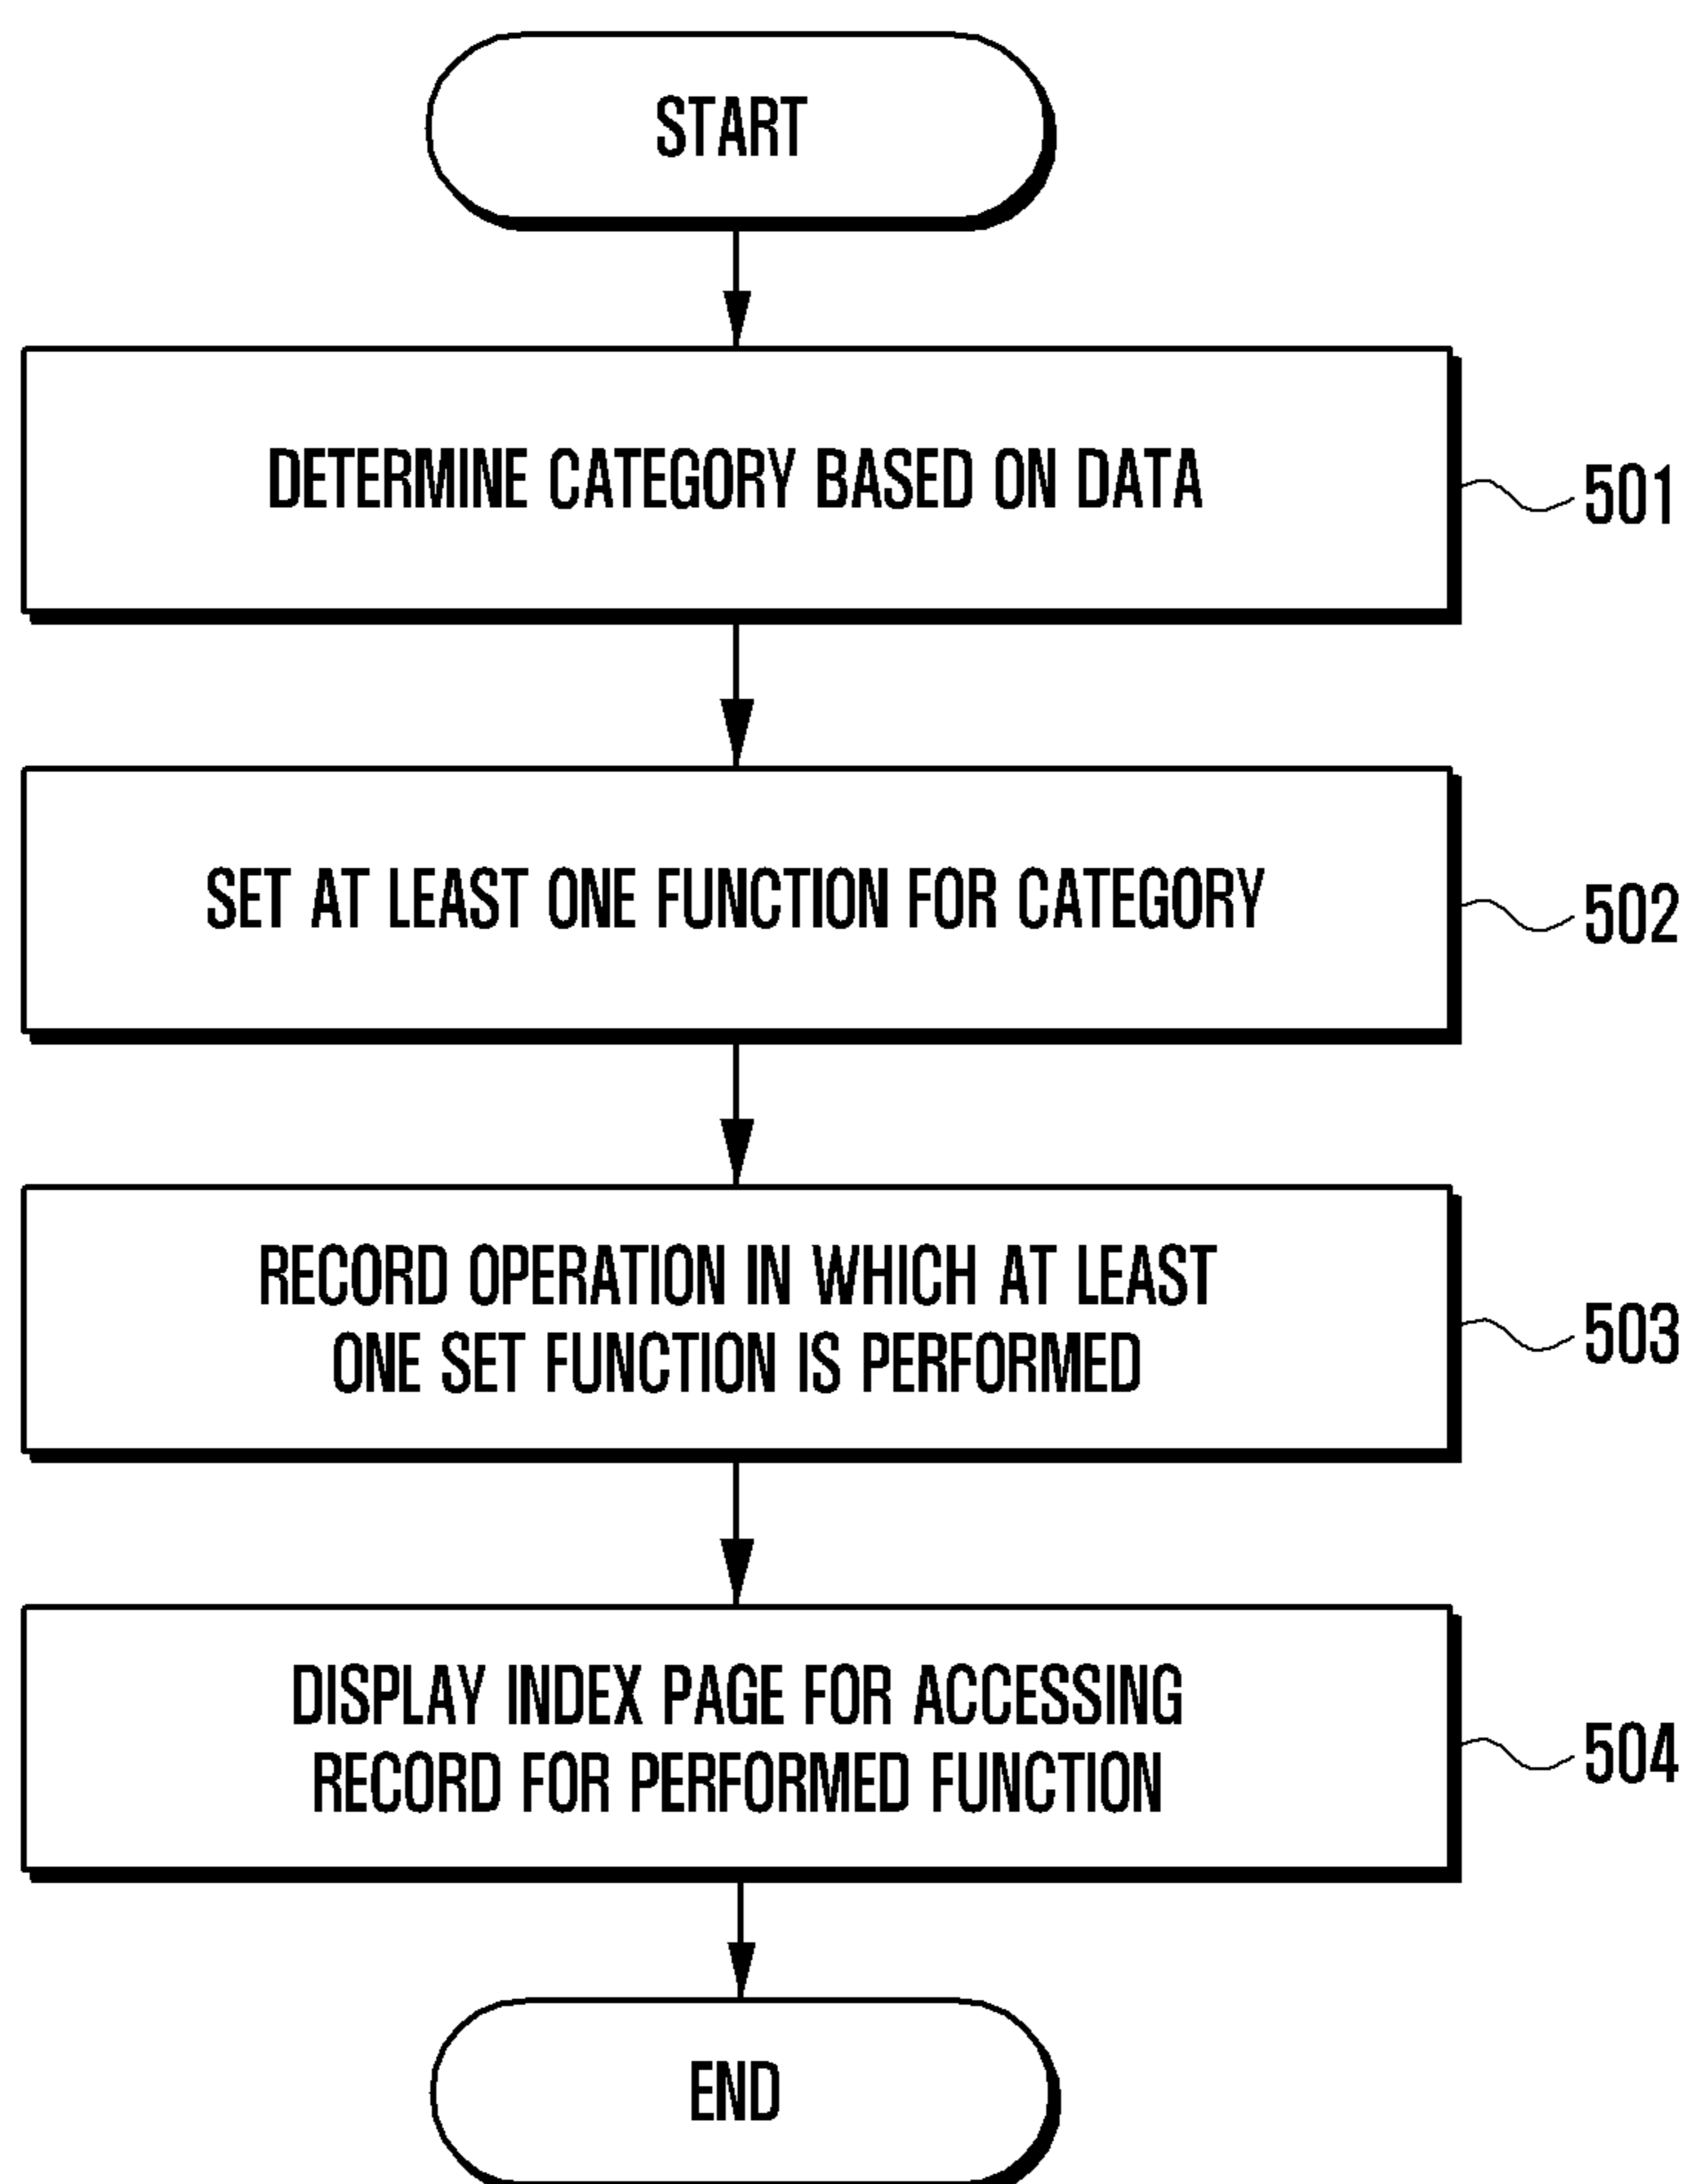 START
DETERMINE CATEGORY BASED ON DATA
501
SET AT LEAST ONE FUNCTION FOR CATEGORY
502
RECORD OPERATION IN WHICH AT LEAST
ONE SET FUNCTION IS PERFORMED
503
DISPLAY INDEX PAGE FOR ACCESSING
RECORD FOR PERFORMED FUNCTION
504
END